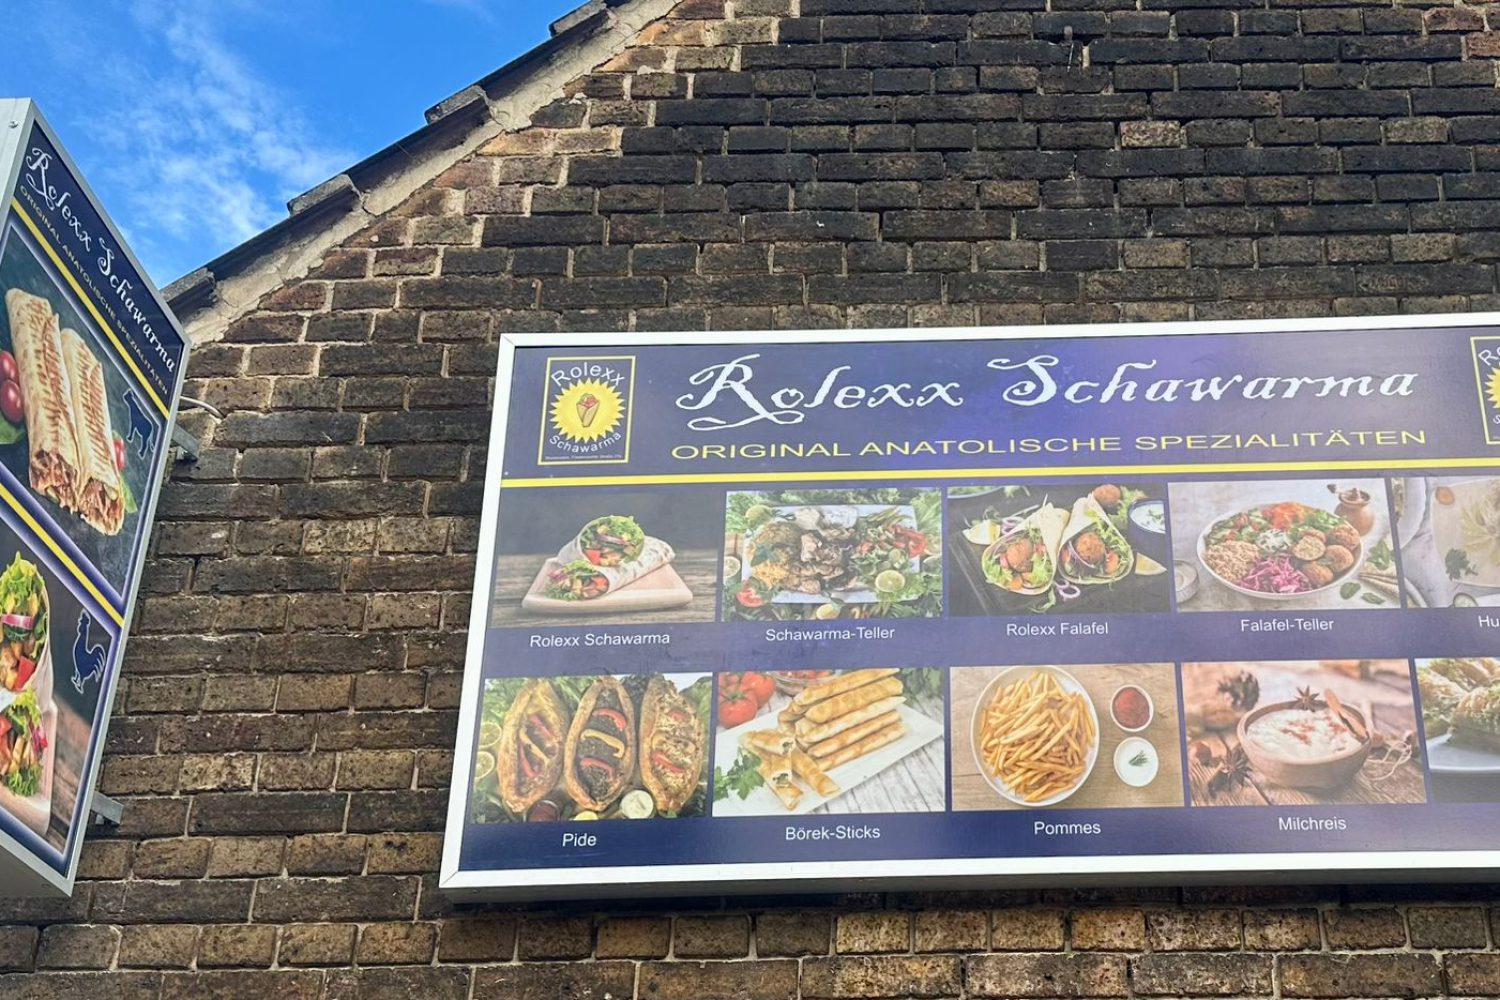 Rolexx Schawarma
ORIGINAL ANATOLISCHE SPEZIALITÄTEN
Rolexx
Schawarma
Rolexx Schawarma
ORIGINAL ANATOLISCHE SPEZIALITÄTEN
Rolexx Schawarma
Schawarma-Teller
Rolexx Falafel
Falafel-Teller
Hu
Pide
Börek-Sticks
Pommes
Milchreis